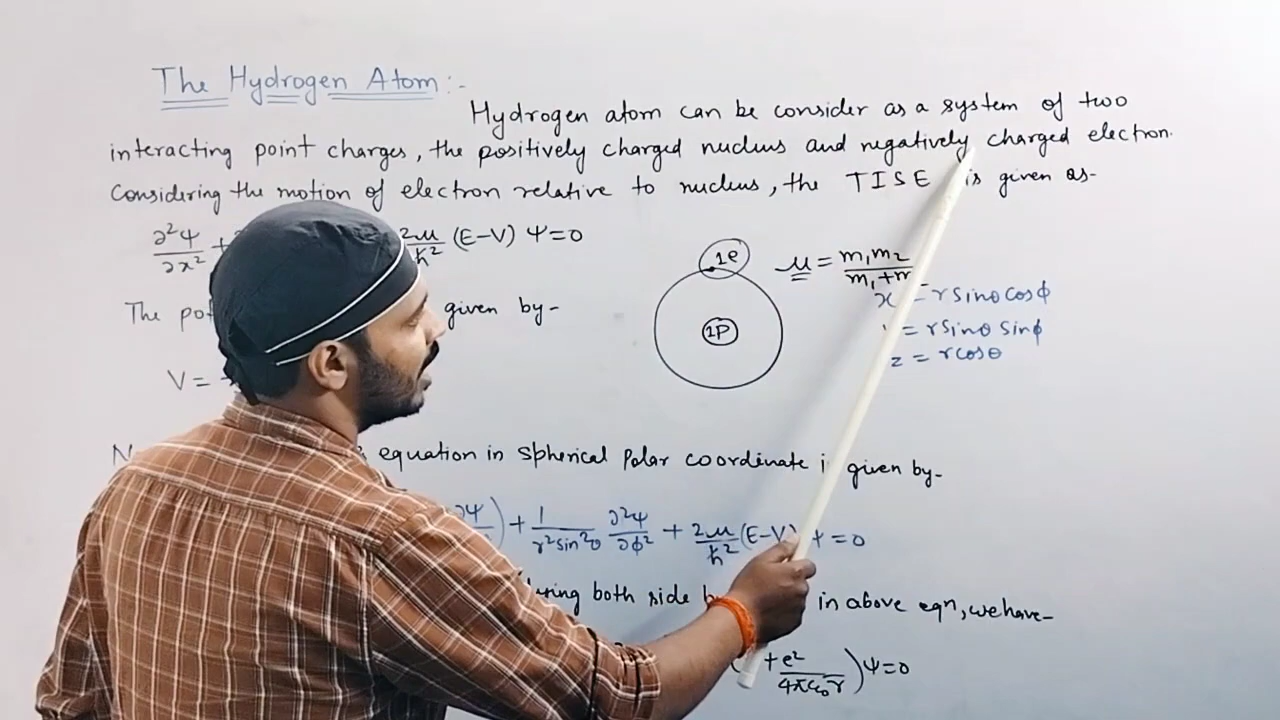 The Hydrogen Atom:-
Hydrogen atom can be consider as a system of two
interacting point charges, the positively charged nucleus and negatively charged electron.
Considering the motion of electron relative to nucleus, the TISE is given as-
∂²Ψ/∂x² + 2μ/ħ² (E-V) Ψ=0
1e
μ = m₁m₂/m₁+m
x = r sinθ cosϕ
The given by-
1P
= r sinθ sinϕ
z = r cosθ
V = -
equation in spherical polar coordinate given by-
∂Ψ ) + 1/r²sin²θ ∂²Ψ/∂ϕ² + 2μ/ħ² (E-V) = 0
both side in above eqn, we have-
+ e²/4πϵ₀r ) Ψ=0